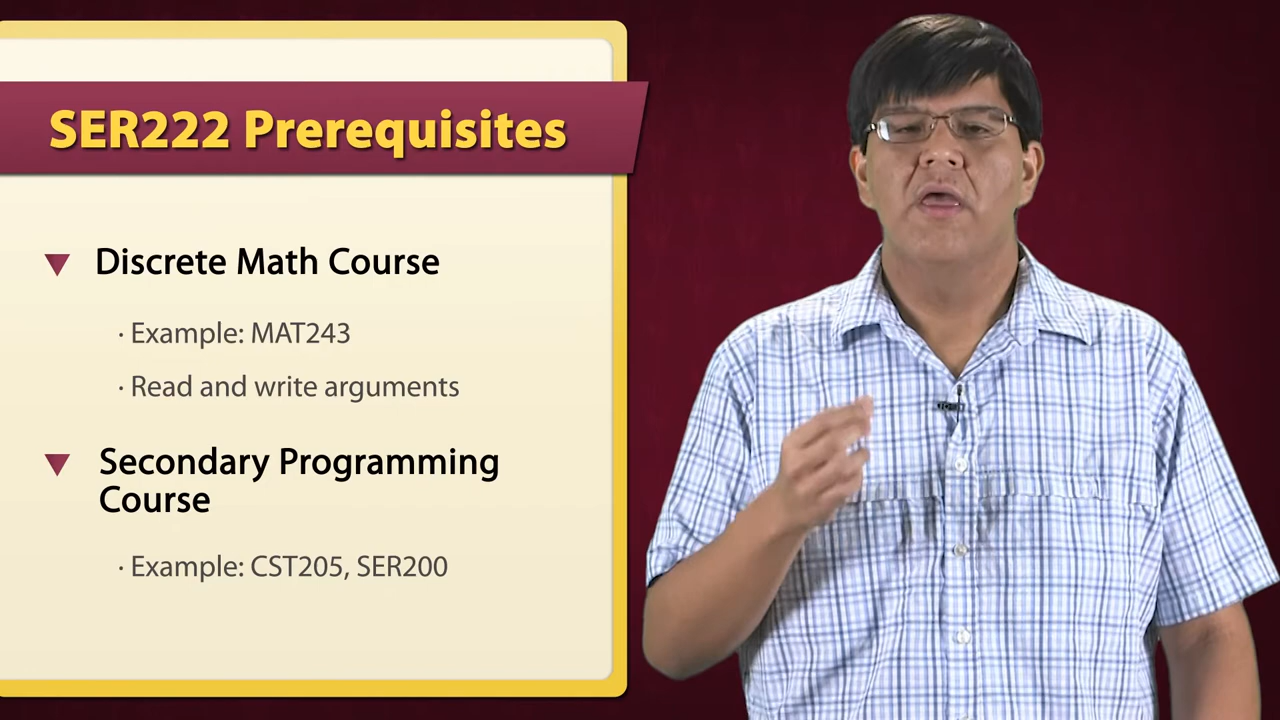 SER222 Prerequisites
▼ Discrete Math Course
· Example: MAT243
· Read and write arguments
▼ Secondary Programming
Course
· Example: CST205, SER200